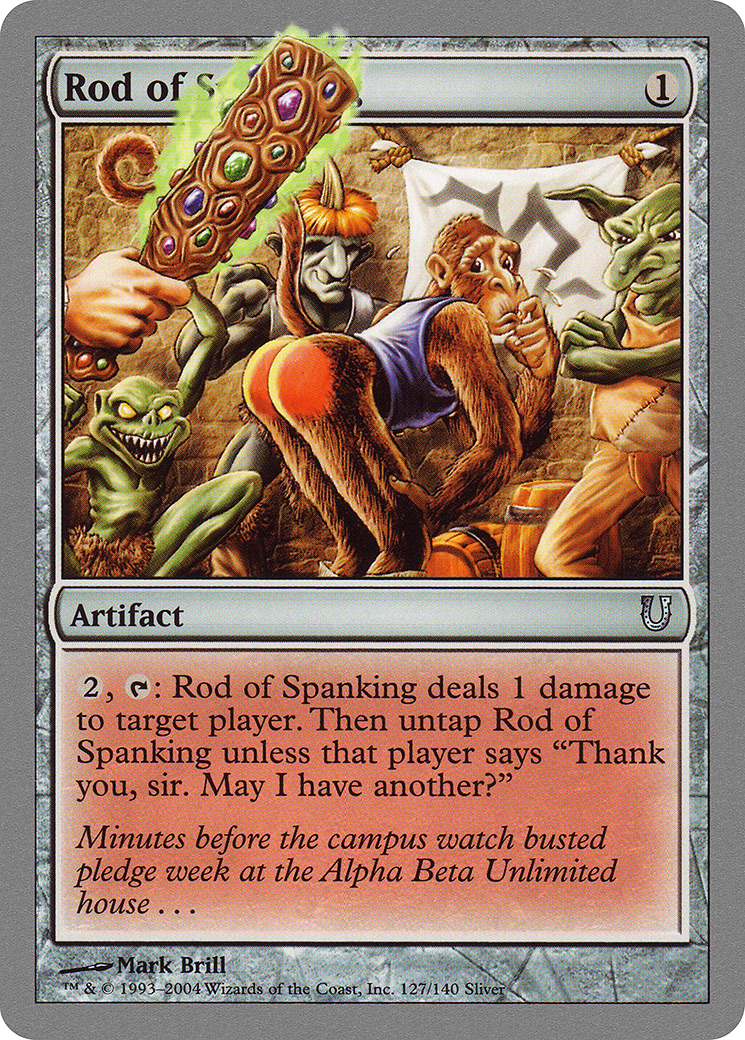 Rod of S
1
Artifact
2, : Rod of Spanking deals 1 damage
to target player. Then untap Rod of
Spanking unless that player says “Thank
you, sir. May I have another?”
Minutes before the campus watch busted
pledge week at the Alpha Beta Unlimited
house . . .
Mark Brill
™ & © 1993–2004 Wizards of the Coast, Inc. 127/140 Sliver